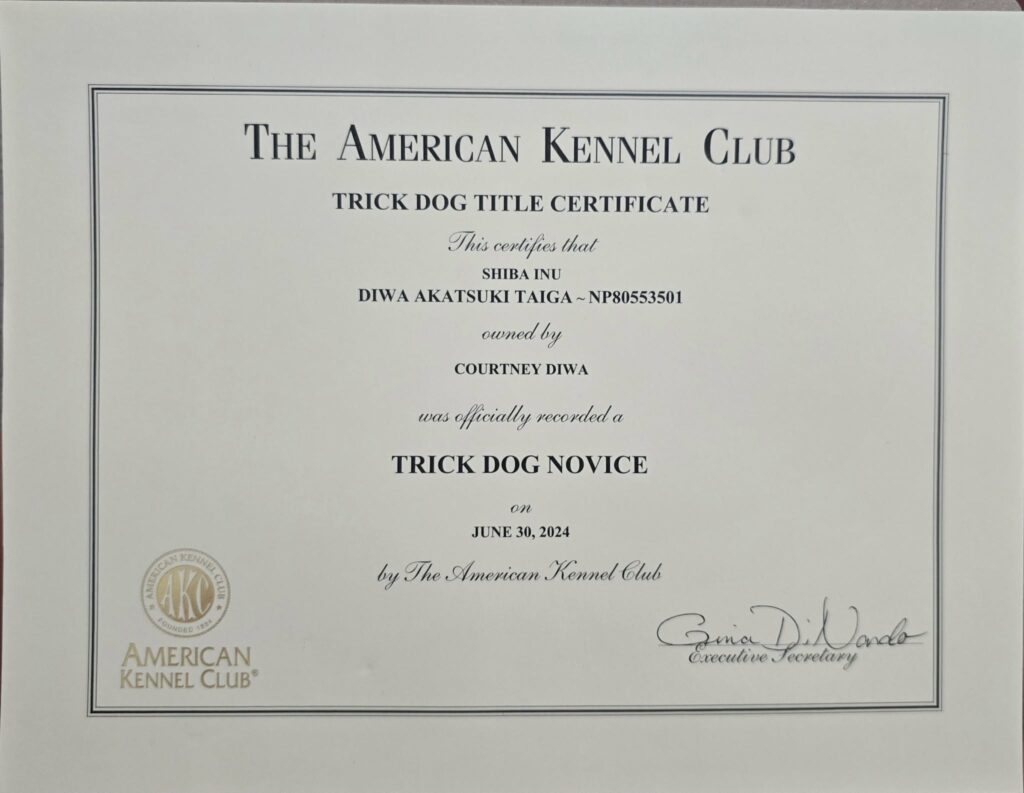 THE AMERICAN KENNEL CLUB
TRICK DOG TITLE CERTIFICATE
This certifies that
SHIBA INU
DIWA AKATSUKI TAIGA ~ NP80553501
owned by
COURTNEY DIWA
was officially recorded a
TRICK DOG NOVICE
on
JUNE 30, 2024
by The American Kennel Club
AMERICAN KENNEL CLUB
AKC
FOUNDED 1884
AMERICAN
KENNEL CLUB®
Gina DiNardo
Executive Secretary